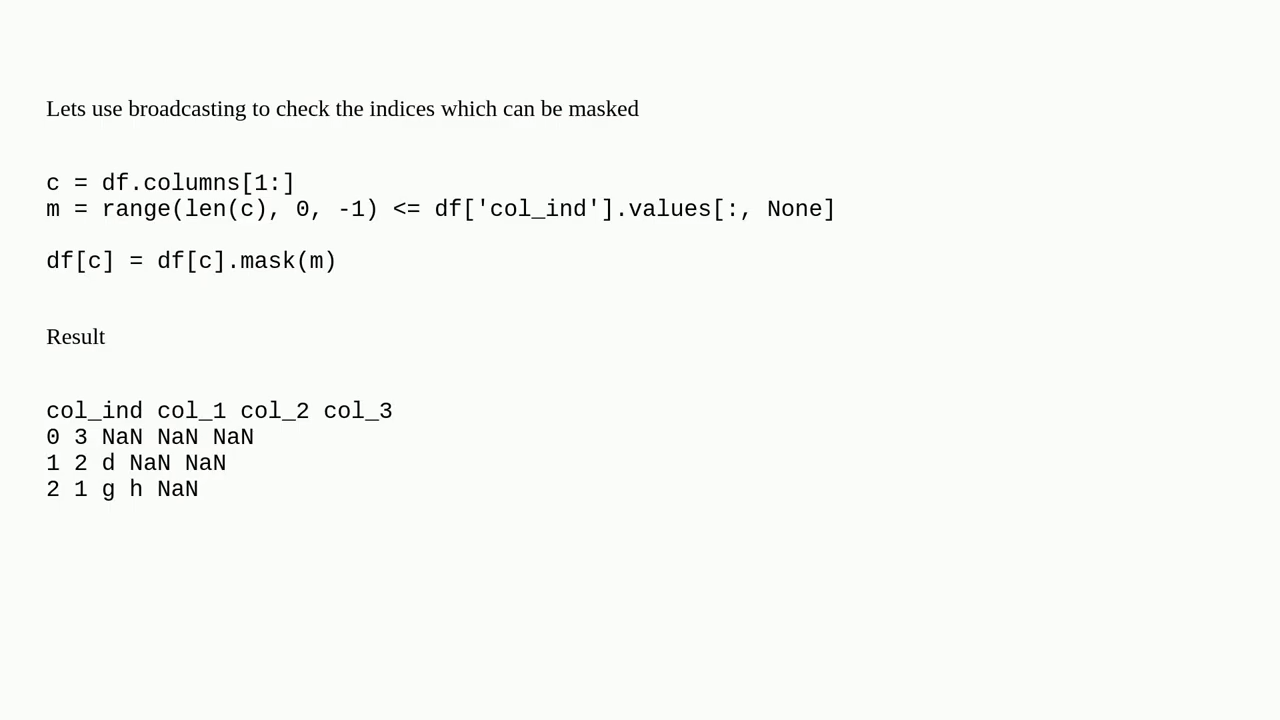 Lets use broadcasting to check the indices which can be masked
c = df.columns[1:]
m = range(len(c), 0, -1) <= df['col_ind'].values[:, None]
df[c] = df[c].mask(m)
Result
col_ind col_1 col_2 col_3
0 3 NaN NaN NaN
1 2 d NaN NaN
2 1 g h NaN